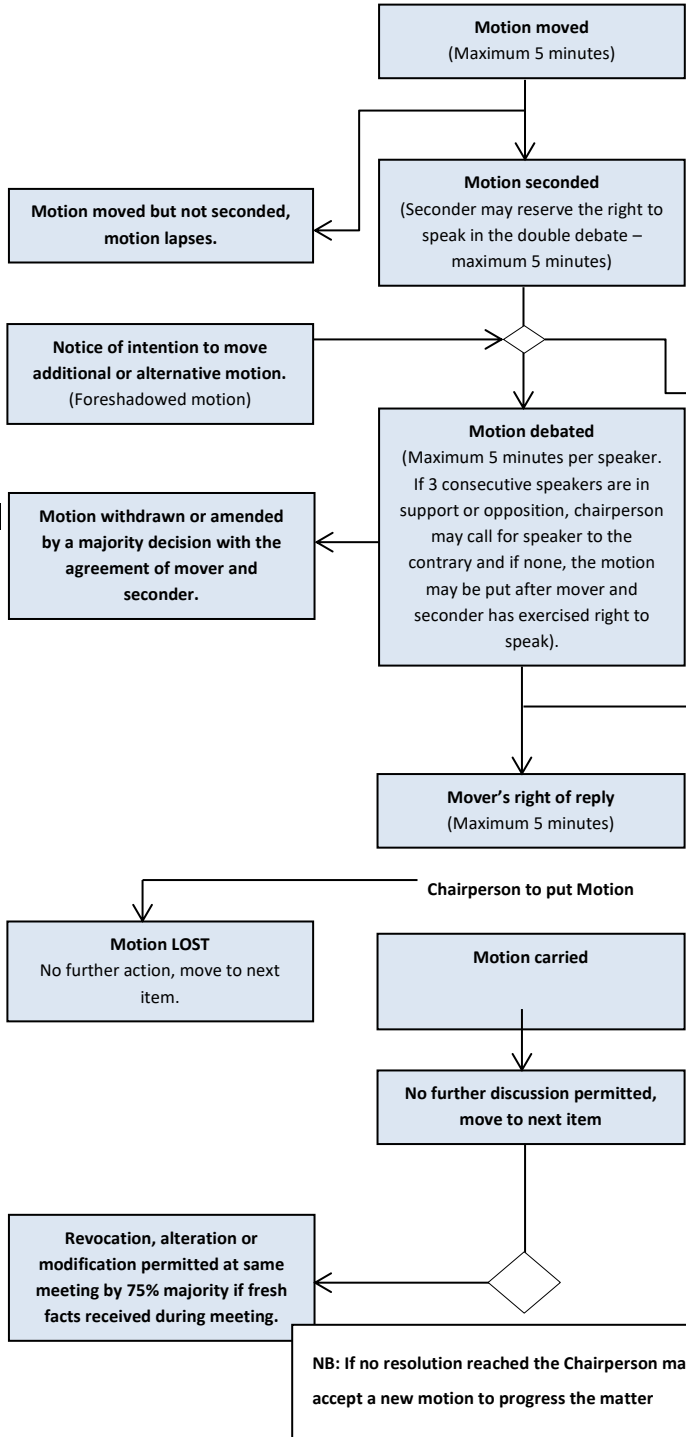 Motion moved
(Maximum 5 minutes)
Motion seconded
(Seconder may reserve the right to
speak in the double debate –
maximum 5 minutes)
Motion moved but not seconded,
motion lapses.
Notice of intention to move
additional or alternative motion.
(Foreshadowed motion)
Motion debated
(Maximum 5 minutes per speaker.
If 3 consecutive speakers are in
support or opposition, chairperson
may call for speaker to the
contrary and if none, the motion
may be put after mover and
seconder has exercised right to
speak).
Motion withdrawn or amended
by a majority decision with the
agreement of mover and
seconder.
Mover's right of reply
(Maximum 5 minutes)
Chairperson to put Motion
Motion LOST
No further action, move to next
item.
Motion carried
No further discussion permitted,
move to next item
Revocation, alteration or
modification permitted at same
meeting by 75% majority if fresh
facts received during meeting.
NB: If no resolution reached the Chairperson ma
accept a new motion to progress the matter